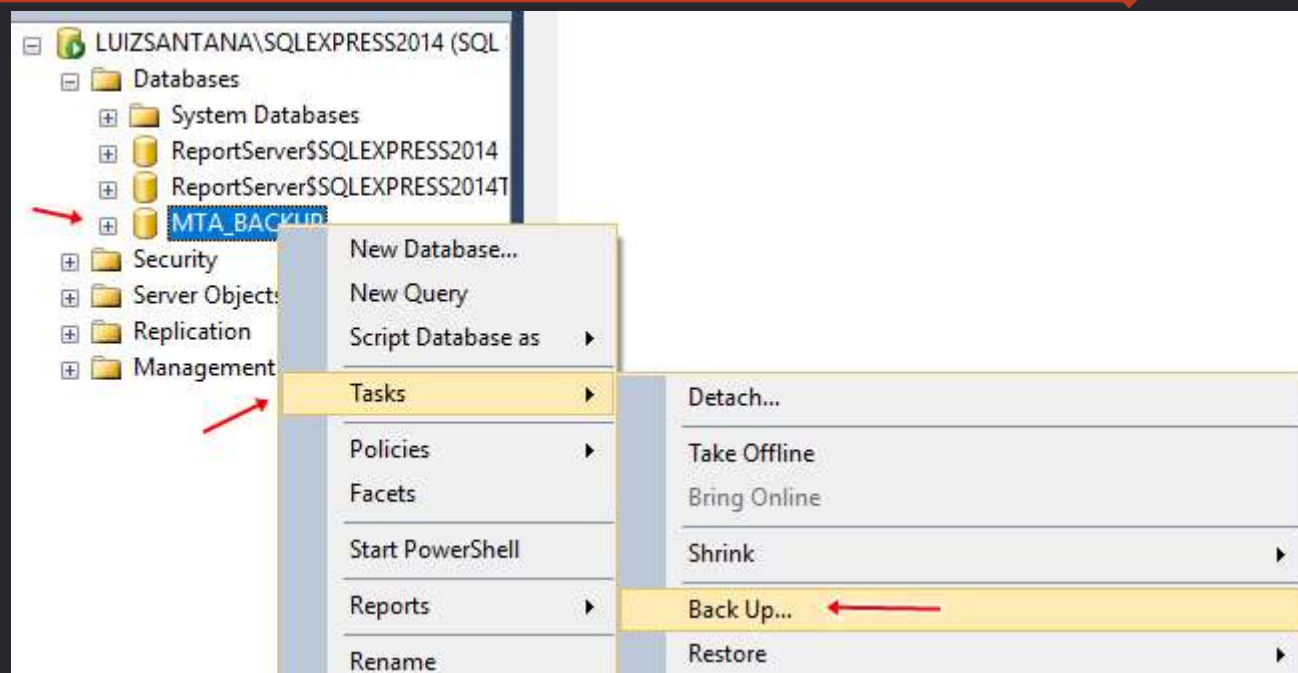 LUIZSANTANA\SQLEXPRESS2014 (SQL
Databases
System Databases
ReportServer$SQLEXPRESS2014
ReportServer$SQLEXPRESS2014T
MTA_BACKUP
Security
Server Objects
Replication
Management
New Database...
New Query
Script Database as
Tasks
Policies
Facets
Start PowerShell
Reports
Rename
Detach...
Take Offline
Bring Online
Shrink
Back Up...
Restore